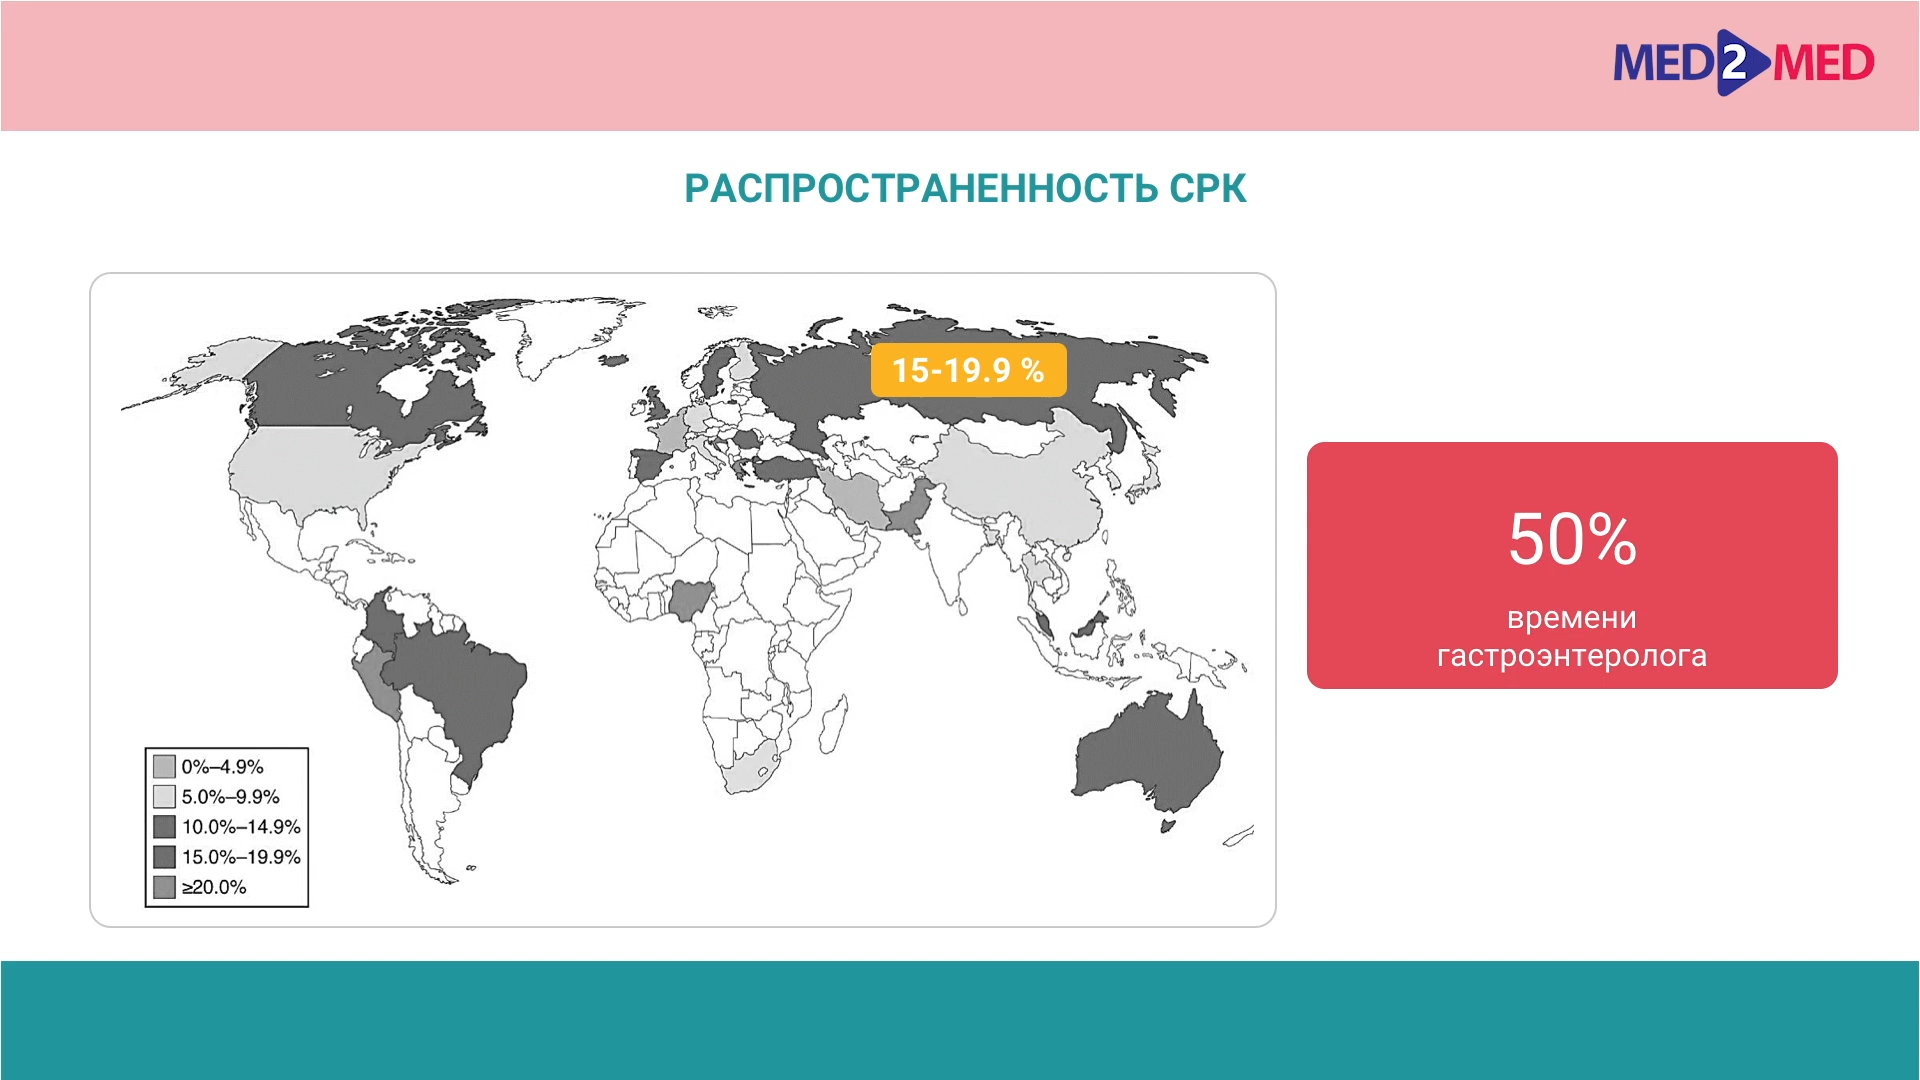 MED2MED
РАСПРОСТРАНЕННОСТЬ СРК
15-19.9 %
0%–4.9%
5.0%–9.9%
10.0%–14.9%
15.0%–19.9%
≥20.0%
50%
времени
гастроэнтеролога